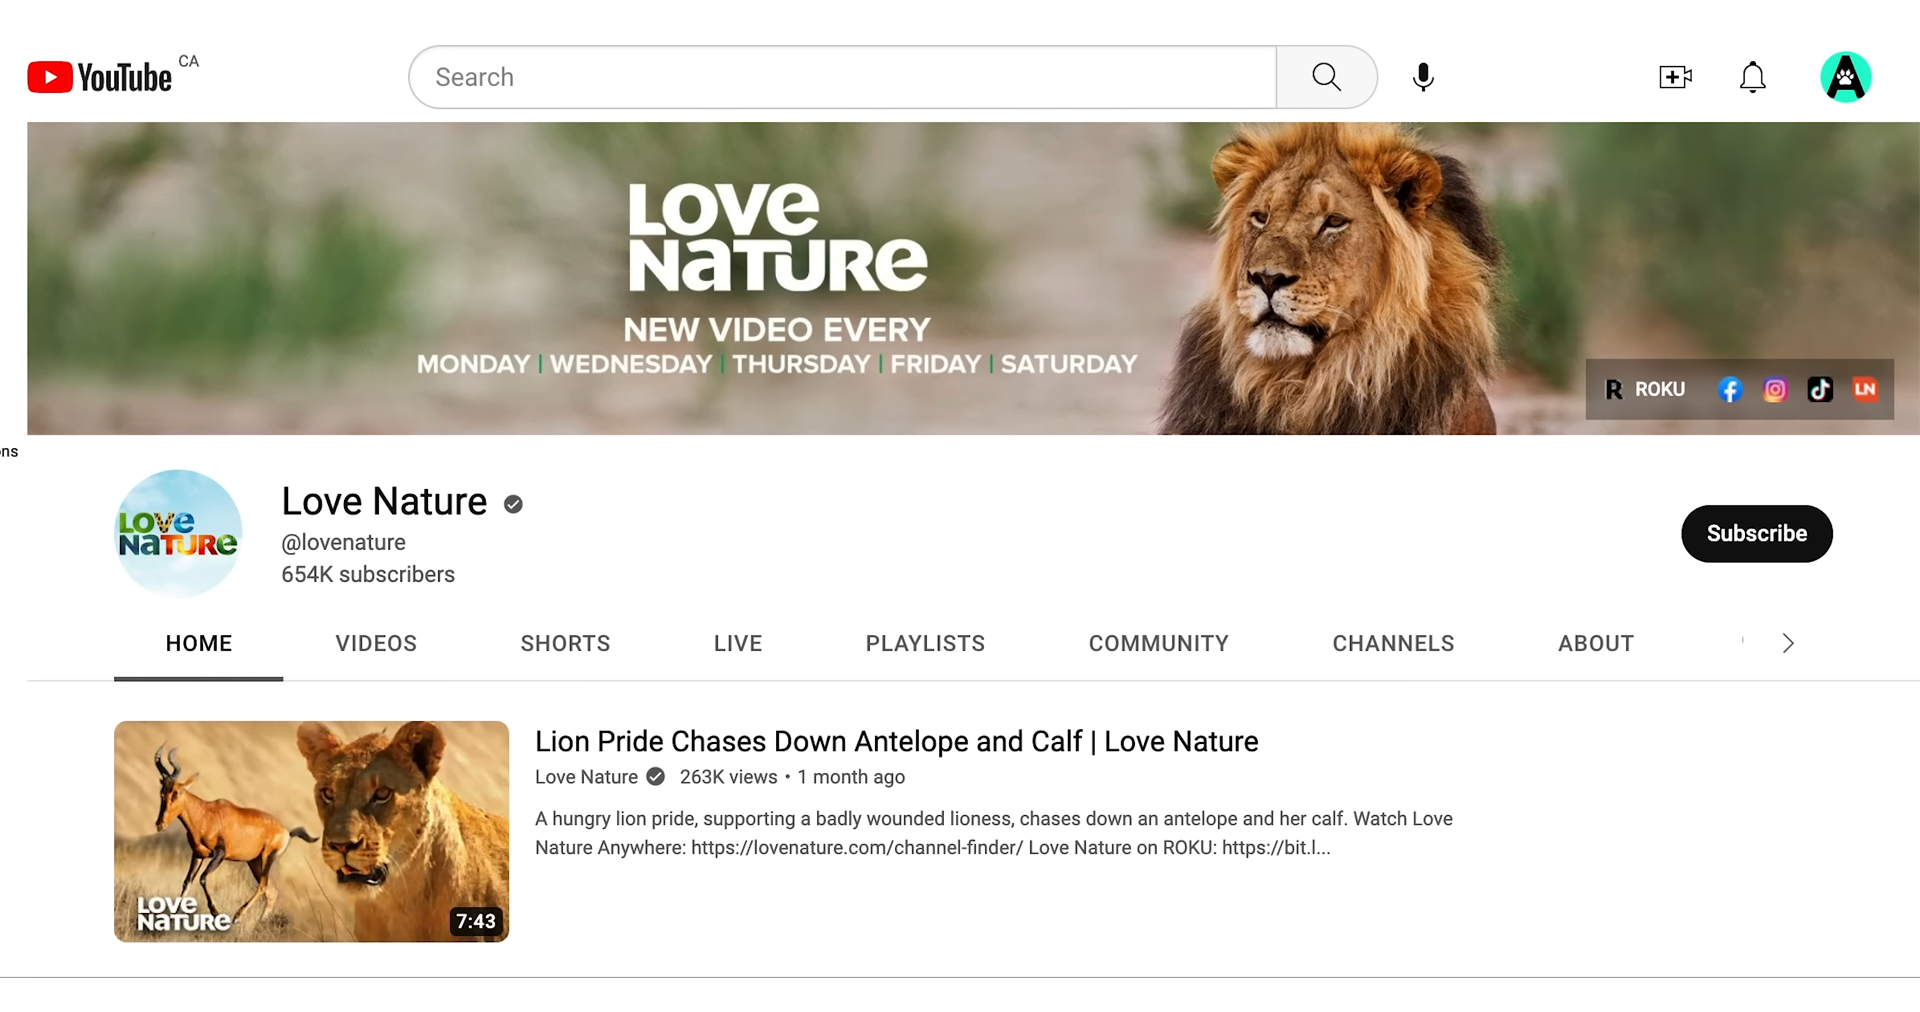 YouTube CA
Search
LOVE
NATURE
NEW VIDEO EVERY
MONDAY | WEDNESDAY | THURSDAY | FRIDAY | SATURDAY
R ROKU LN
ons
LOVE
NATURE
Love Nature
@lovenature
654K subscribers
Subscribe
HOME VIDEOS SHORTS LIVE PLAYLISTS COMMUNITY CHANNELS ABOUT
LOVE
NATURE
7:43
Lion Pride Chases Down Antelope and Calf | Love Nature
Love Nature 263K views • 1 month ago
A hungry lion pride, supporting a badly wounded lioness, chases down an antelope and her calf. Watch Love
Nature Anywhere: https://lovenature.com/channel-finder/ Love Nature on ROKU: https://bit.l...